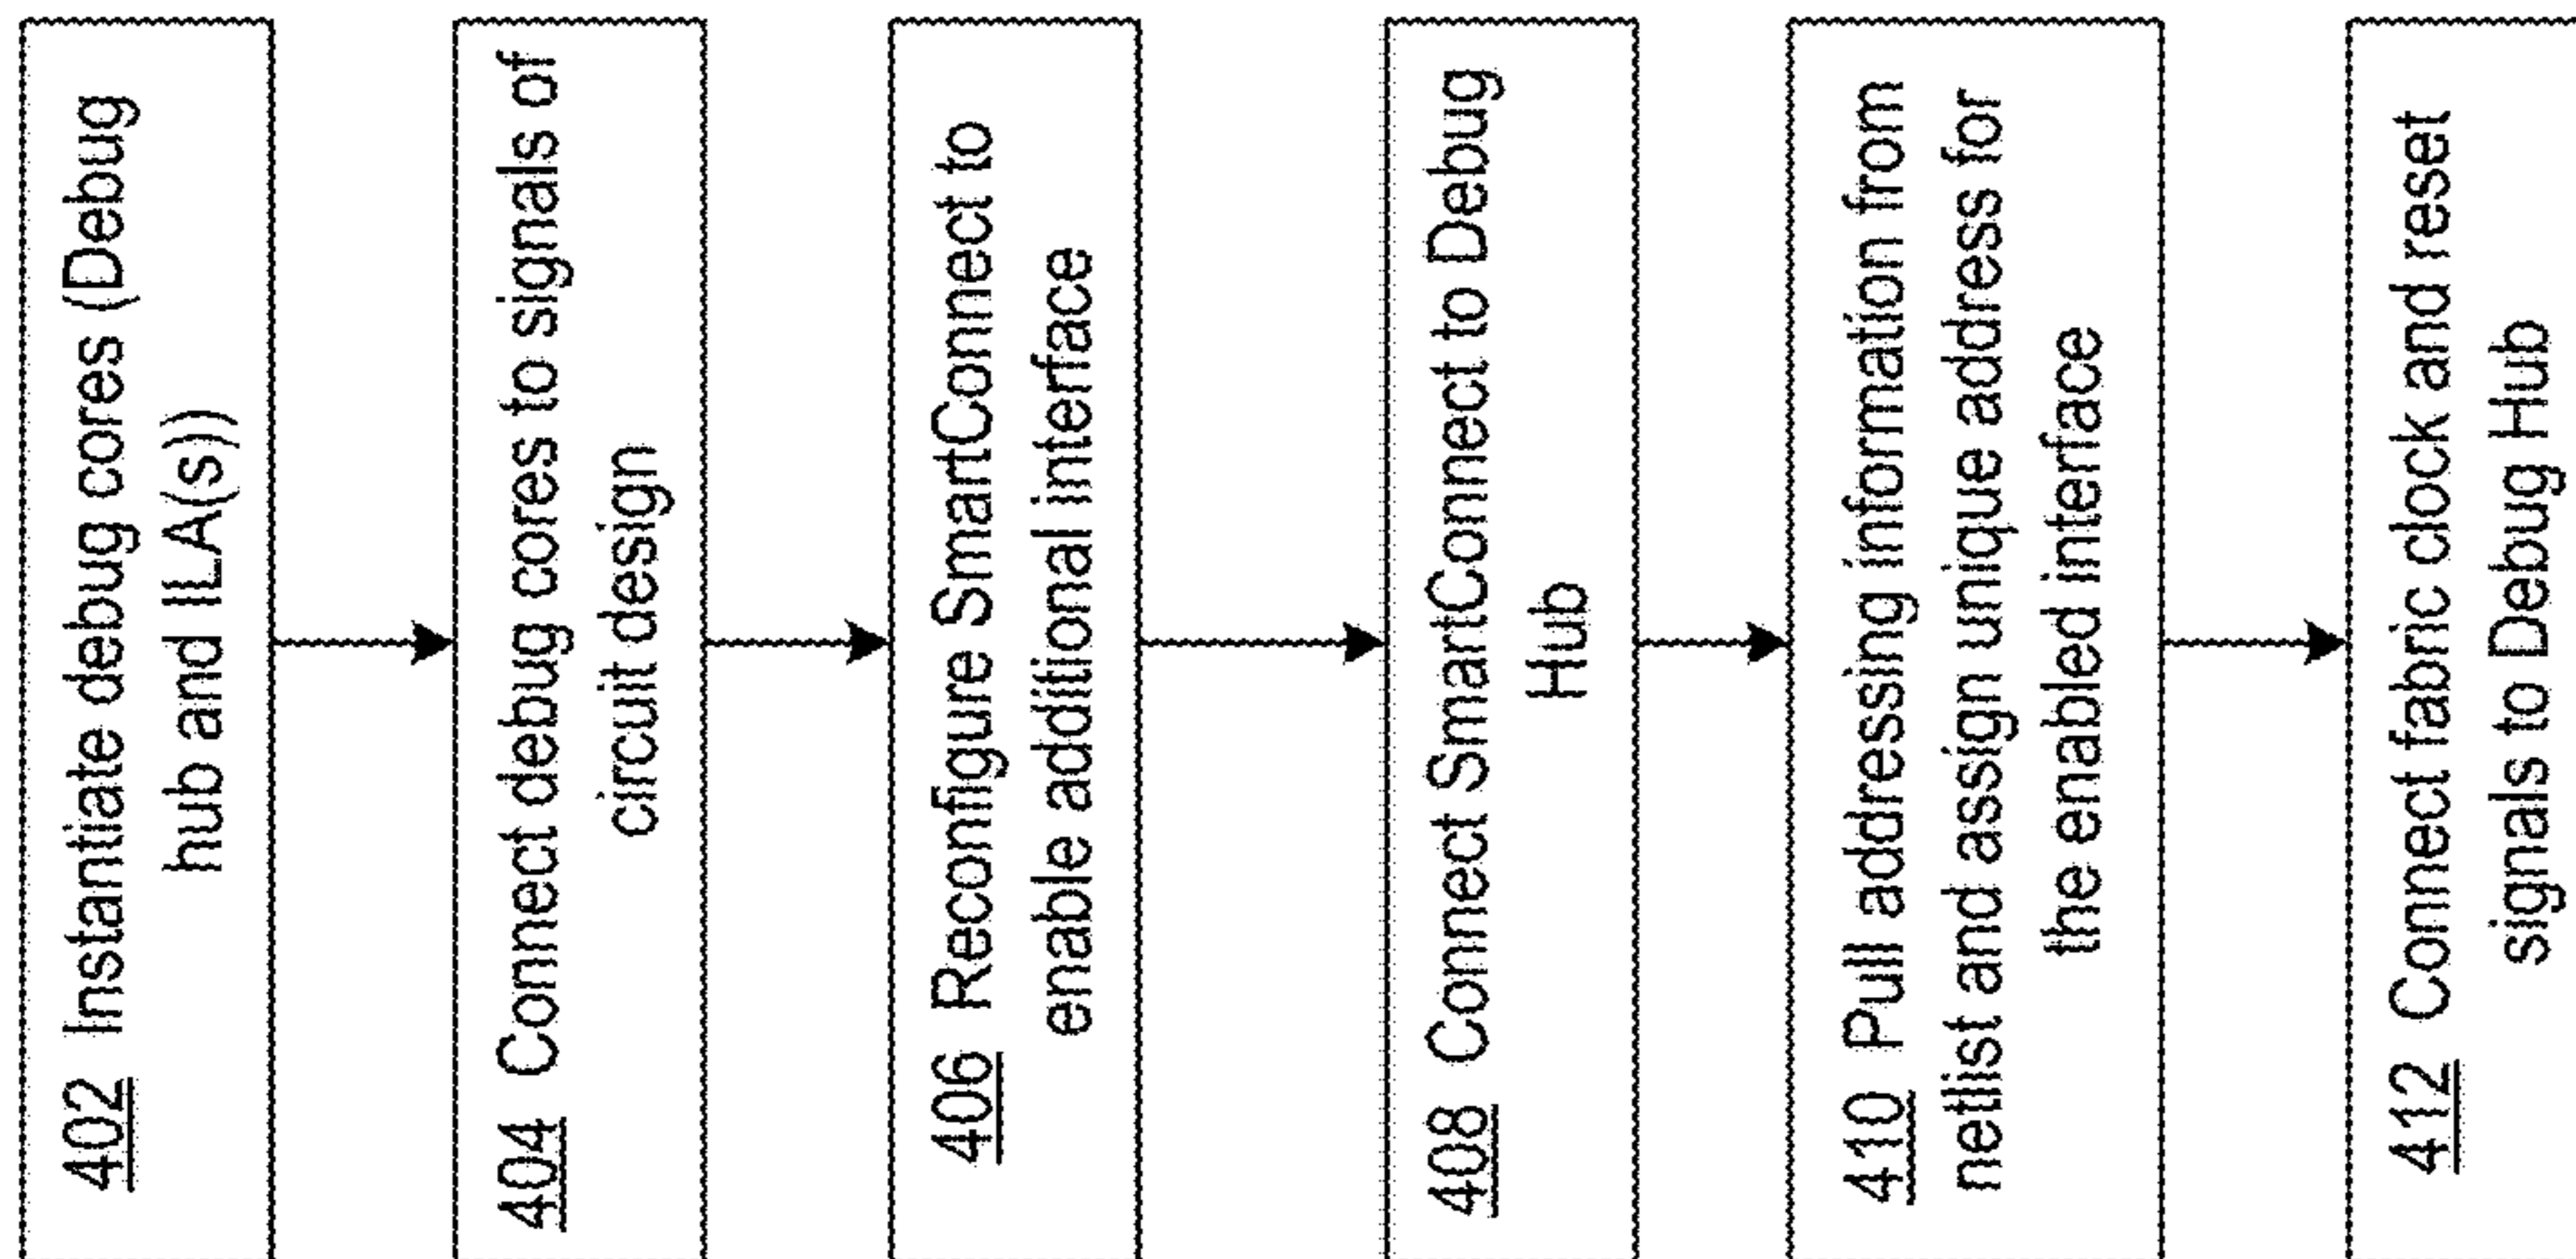 402 Instantiate debug cores (Debug
hub and ILA(s))
404 Connect debug cores to signals of
circuit design
406 Reconfigure SmartConnect to
enable additional interface
408 Connect SmartConnect to Debug
Hub
410 Pull addressing information from
netlist and assign unique address for
the enabled interface
412 Connect fabric clock and reset
signals to Debug Hub